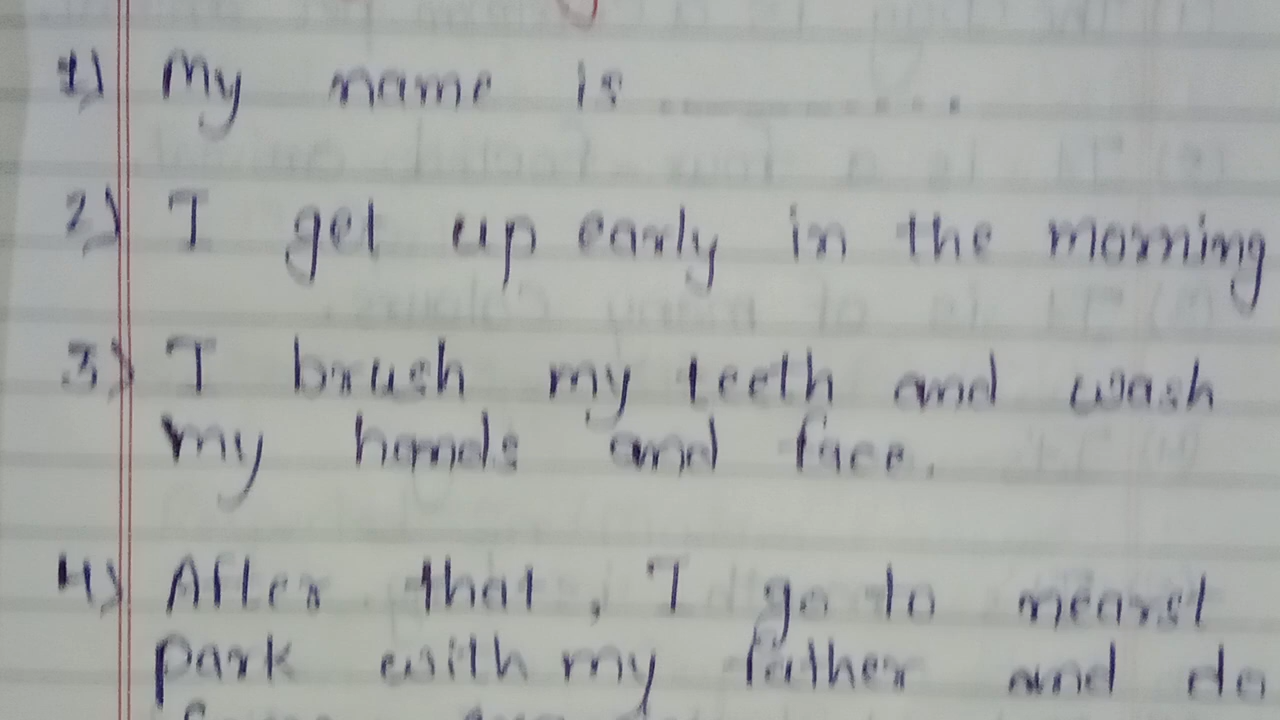 1) My name is ...........
2) I get up early in the morning
3) I brush my teeth and wash
my hands and face.
4) After that, I go to nearst
park with my father and do